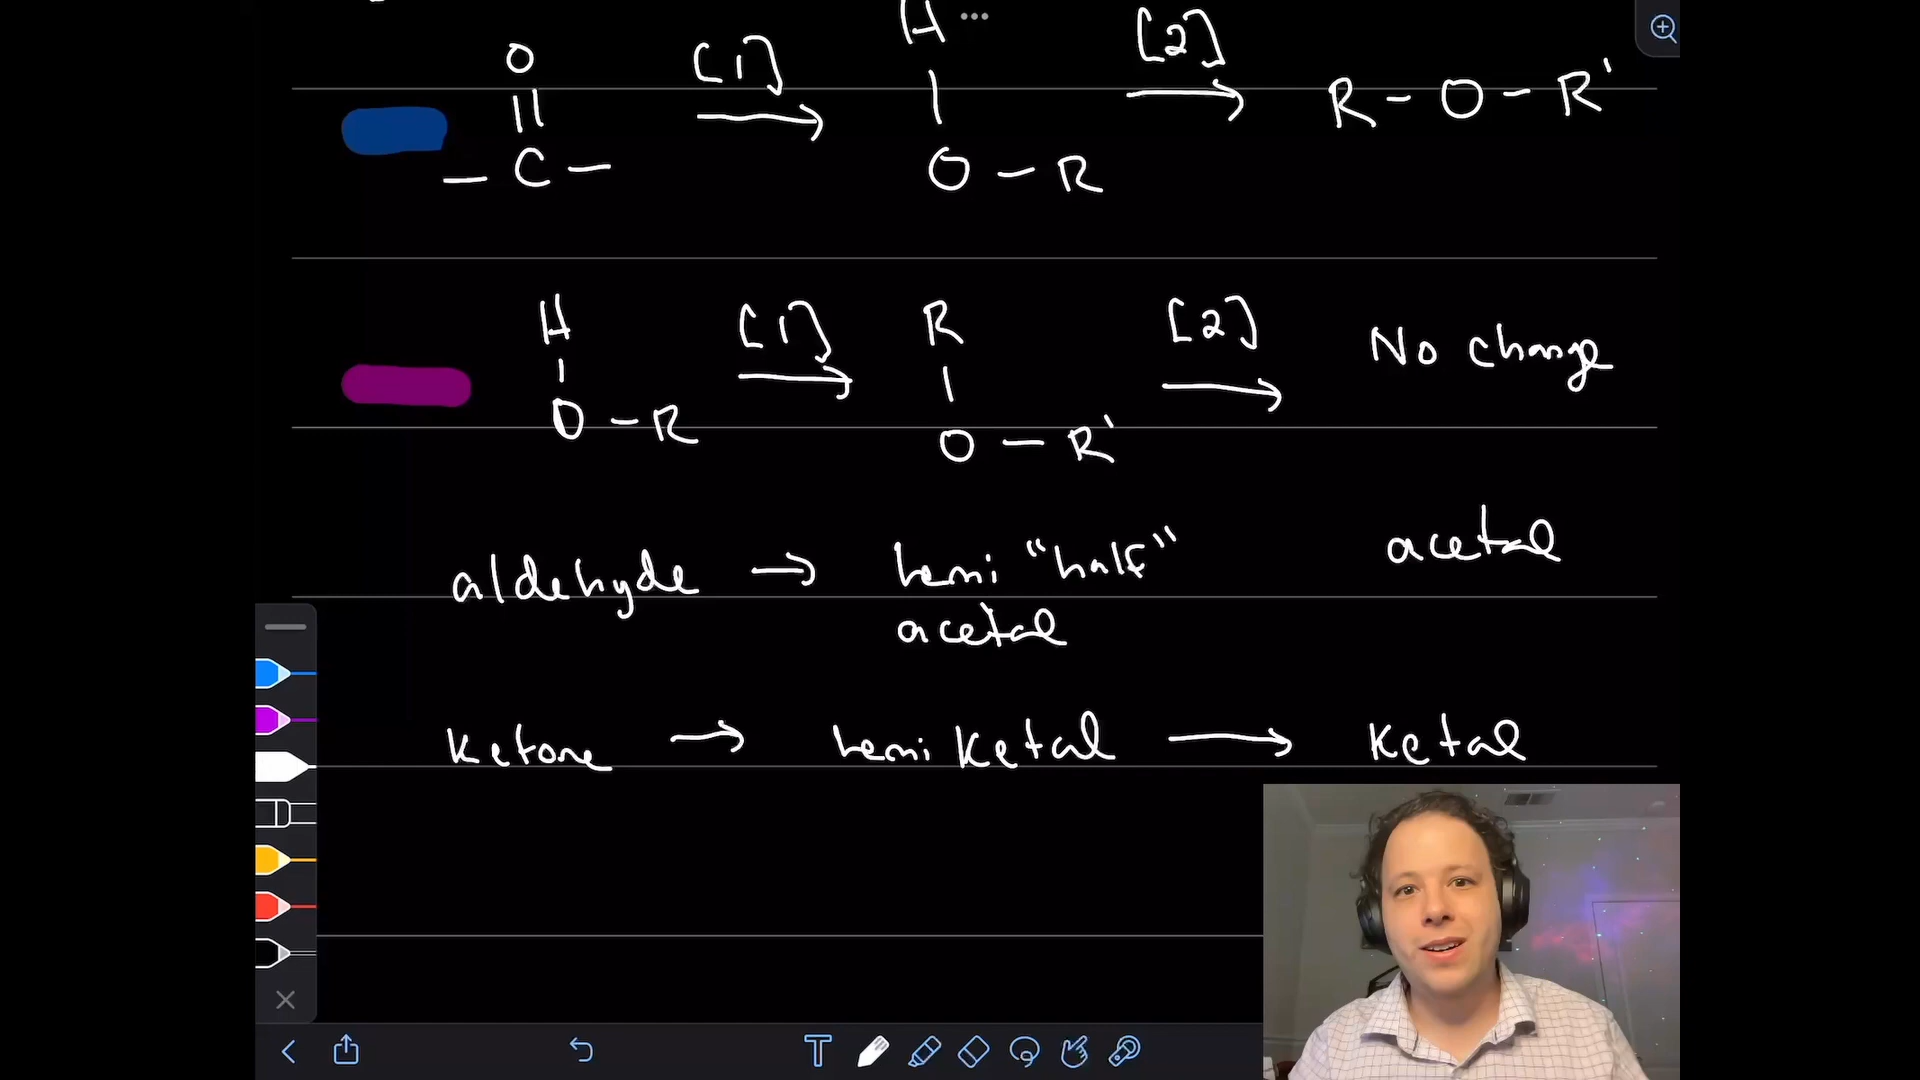 H
O [1] [2]
|| | R - O - R'
- C - O - R
H [1] R [2] No change
| |
O - R O - R'
aldehyde → hemi "half" acetal
acetal
ketone → hemi ketal → ketal
T